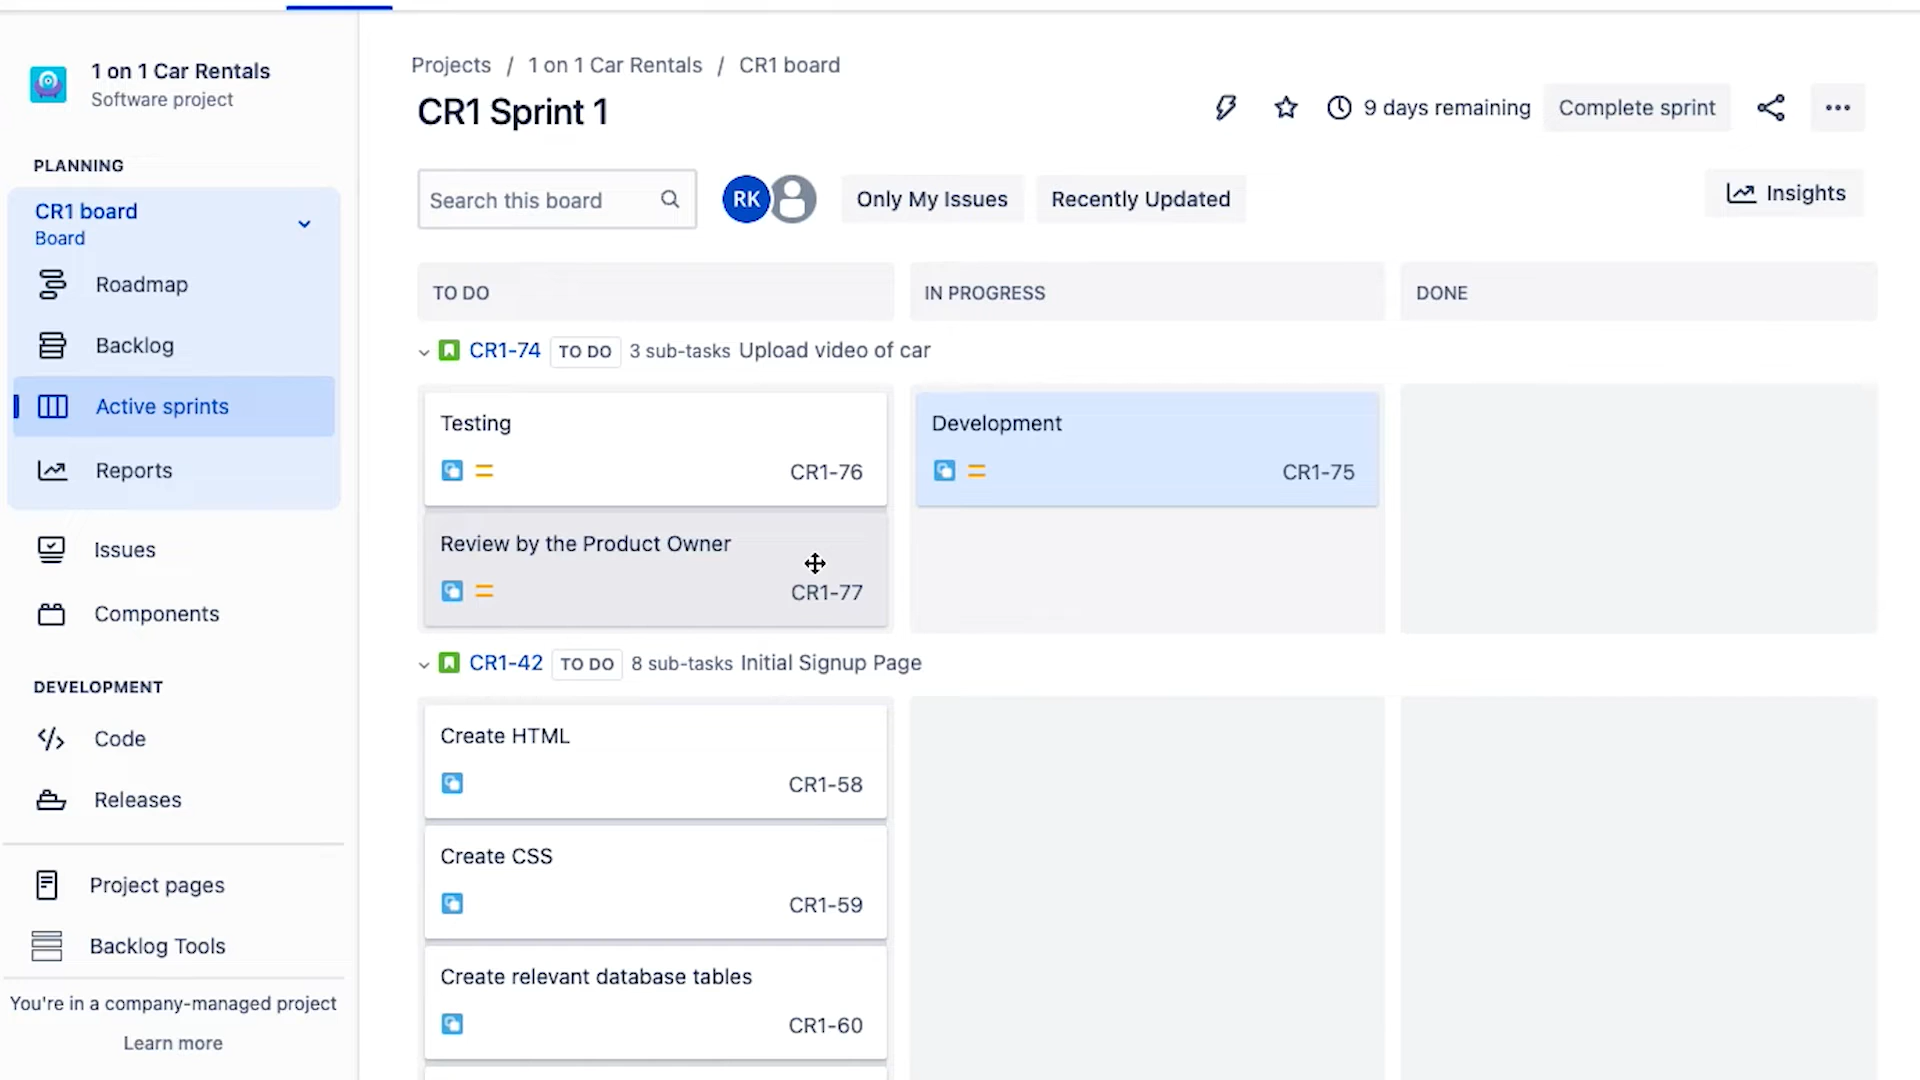 1 on 1 Car Rentals
Software project
PLANNING
CR1 board
Board
Roadmap
Backlog
Active sprints
Reports
Issues
Components
DEVELOPMENT
Code
Releases
Project pages
Backlog Tools
You're in a company-managed project
Learn more
Projects / 1 on 1 Car Rentals / CR1 board
CR1 Sprint 1
9 days remaining
Complete sprint
Search this board
RK
Only My Issues
Recently Updated
Insights
TO DO
IN PROGRESS
DONE
CR1-74 TO DO 3 sub-tasks Upload video of car
Testing
CR1-76
Development
CR1-75
Review by the Product Owner
CR1-77
CR1-42 TO DO 8 sub-tasks Initial Signup Page
Create HTML
CR1-58
Create CSS
CR1-59
Create relevant database tables
CR1-60